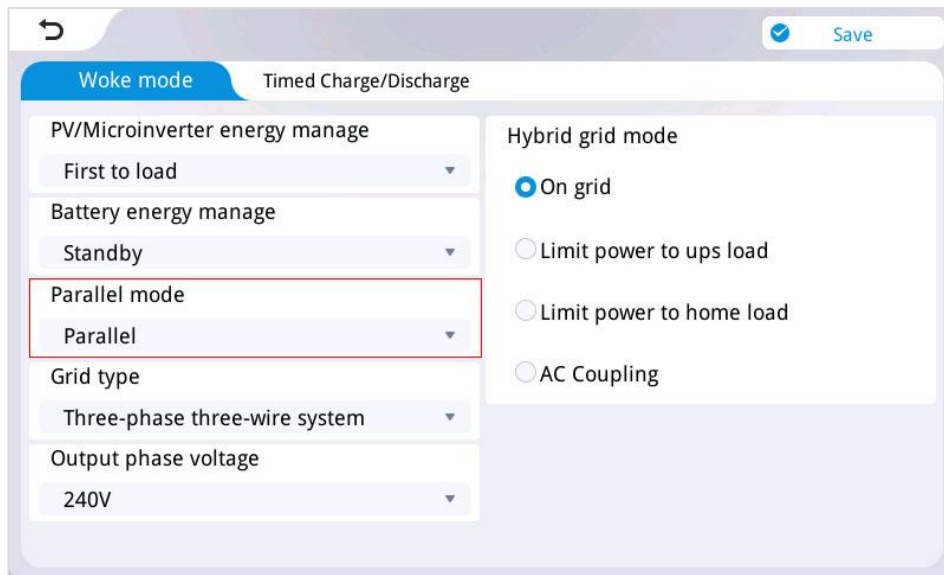 Save
Woke mode
Timed Charge/Discharge
PV/Microinverter energy manage
First to load
Battery energy manage
Standby
Parallel mode
Parallel
Grid type
Three-phase three-wire system
Output phase voltage
240V
Hybrid grid mode
On grid
Limit power to ups load
Limit power to home load
AC Coupling